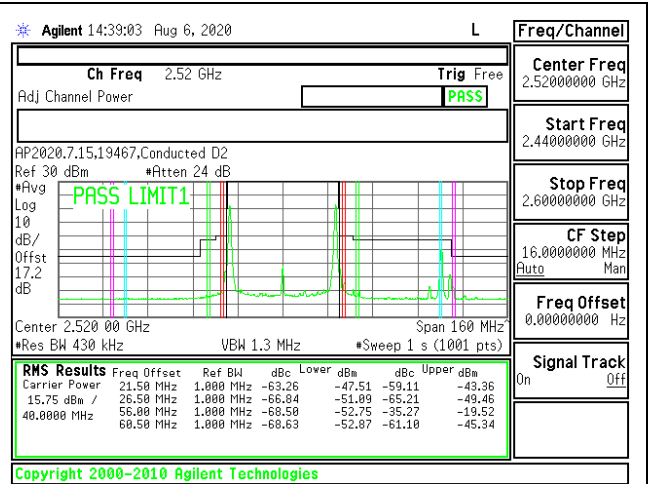 Agilent 14:39:03 Aug 6, 2020 L
Freq/Channel
Ch Freq 2.52 GHz Trig Free
Adj Channel Power PASS
AP2020.7.15,19467,Conducted D2
Ref 30 dBm #Atten 24 dB
#Avg
Log
10
dB/
Offst
17.2
dB
PASS LIMIT1
Center 2.520 00 GHz Span 160 MHz^
#Res BW 430 kHz VBW 1.3 MHz #Sweep 1 s (1001 pts)
RMS Results Freq Offset Ref BW dBc Lower dBm dBc Upper dBm
Carrier Power 21.50 MHz 1.000 MHz -63.26 -47.51 -59.11 -43.36
15.75 dBm / 26.50 MHz 1.000 MHz -66.84 -51.09 -65.21 -49.46
40.0000 MHz 56.00 MHz 1.000 MHz -68.50 -52.75 -35.27 -19.52
60.50 MHz 1.000 MHz -68.63 -52.87 -61.10 -45.34
Copyright 2000-2010 Agilent Technologies
Center Freq
2.52000000 GHz
Start Freq
2.44000000 GHz
Stop Freq
2.60000000 GHz
CF Step
16.0000000 MHz
Auto Man
Freq Offset
0.00000000 Hz
Signal Track
On Off